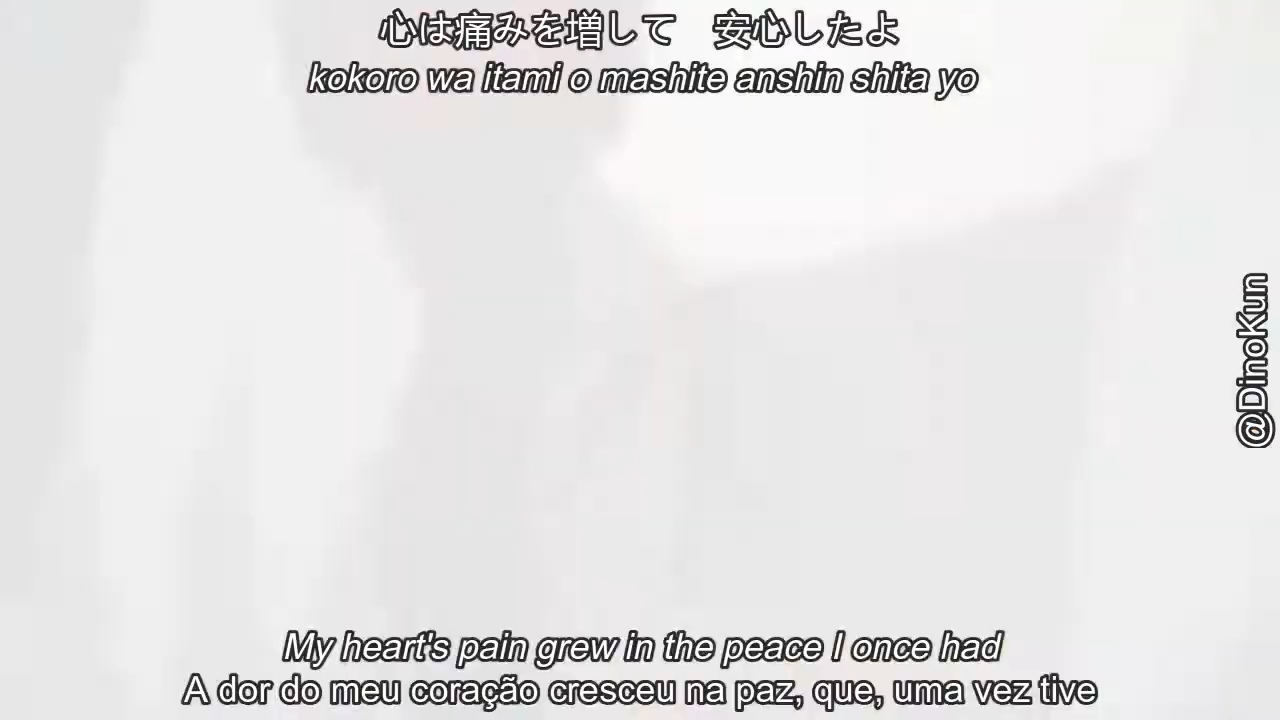 心は痛みを増して　安心したよ
kokoro wa itami o mashite anshin shita yo
@DinoKun
My heart's pain grew in the peace I once had
A dor do meu coração cresceu na paz, que, uma vez tive